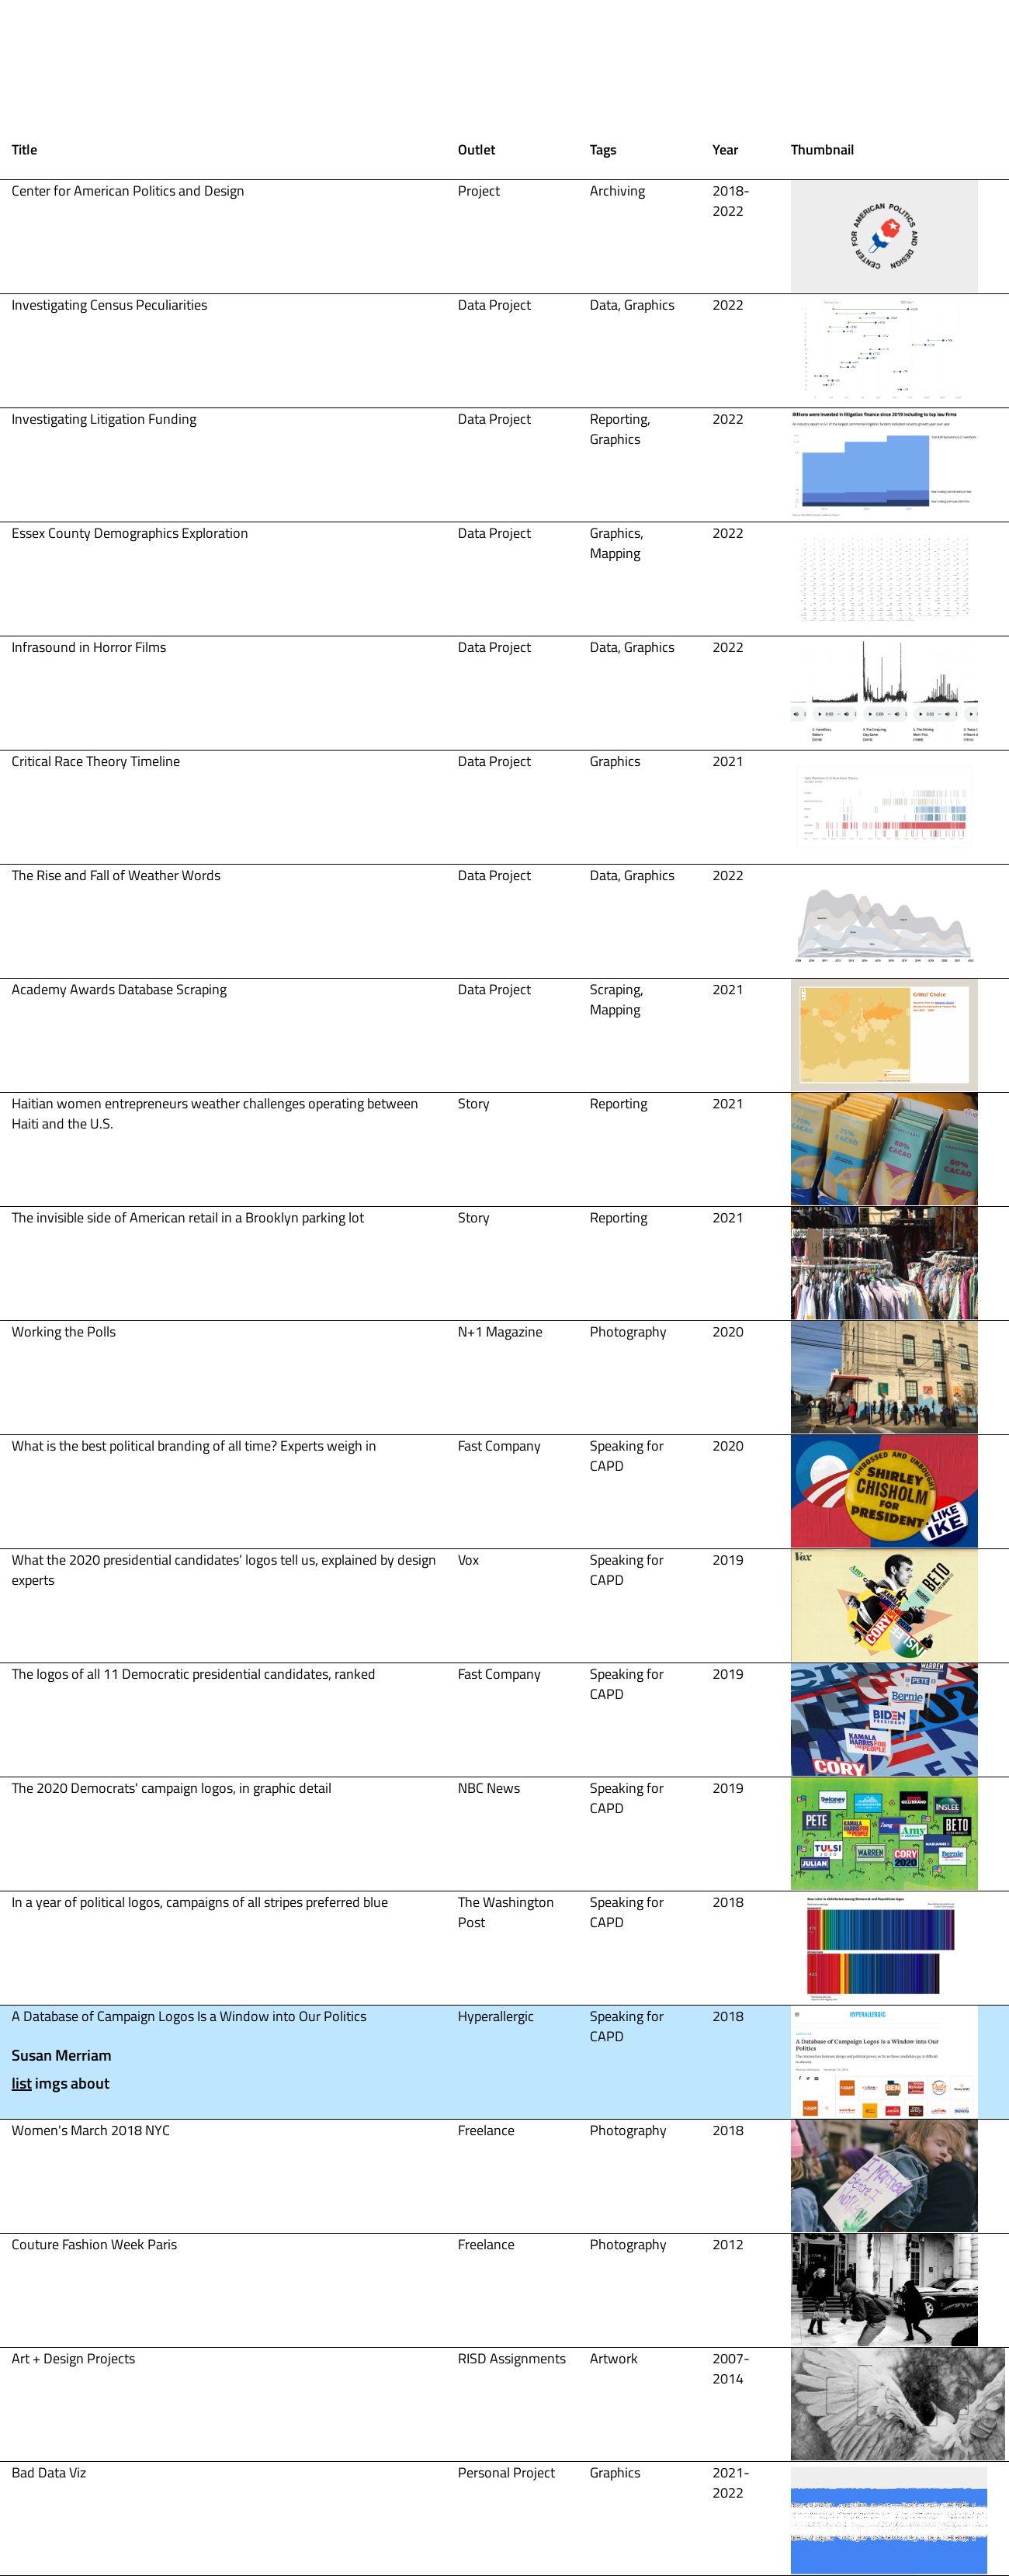 Title Outlet Tags Year Thumbnail
Center for American Politics and Design Project Archiving 2018-
2022
CENTER FOR AMERICAN POLITICS AND DESIGN
Investigating Census Peculiarities Data Project Data, Graphics 2022
Investigating Litigation Funding Data Project Reporting, 2022
Graphics
Billions were invested in litigation finance since 2019 including to top law firms
Essex County Demographics Exploration Data Project Graphics, 2022
Mapping
Infrasound in Horror Films Data Project Data, Graphics 2022
Critical Race Theory Timeline Data Project Graphics 2021
The Rise and Fall of Weather Words Data Project Data, Graphics 2022
Academy Awards Database Scraping Data Project Scraping, 2021
Mapping
Critics' Choice
Haitian women entrepreneurs weather challenges operating between Story Reporting 2021
Haiti and the U.S.
75% CACAO
25% CACAO
60% CACAO
60% CACAO
The invisible side of American retail in a Brooklyn parking lot Story Reporting 2021
Working the Polls N+1 Magazine Photography 2020
What is the best political branding of all time? Experts weigh in Fast Company Speaking for 2020
CAPD
UNBOSSED AND UNBOUGHT
SHIRLEY
CHISHOLM
FOR
PRESIDENT
LIKE
IKE
What the 2020 presidential candidates’ logos tell us, explained by design Vox Speaking for 2019
experts CAPD
Vox
Amy
BETO
CORY
INSLEE
The logos of all 11 Democratic presidential candidates, ranked Fast Company Speaking for 2019
CAPD
WARREN
PETE
Bernie
BIDEN
PRESIDENT
KAMALA
HARRIS FOR
THE PEOPLE
CORY
The 2020 Democrats' campaign logos, in graphic detail NBC News Speaking for 2019
CAPD
Delaney
GILLIBRAND
INSLEE
PETE
KAMALA
HARRIS FOR
THE PEOPLE
Yang
Amy
BETO
MARIANNE
TULSI
2020
WARREN
CORY
2020
Bernie
JULIAN
In a year of political logos, campaigns of all stripes preferred blue The Washington Speaking for 2018
Post CAPD
A Database of Campaign Logos Is a Window into Our Politics Hyperallergic Speaking for 2018
CAPD
Susan Merriam
list imgs about
HYPERALLERGIC
A Database of Campaign Logos Is a Window into Our
Politics
Women's March 2018 NYC Freelance Photography 2018
I Marched
Before I
Couture Fashion Week Paris Freelance Photography 2012
Art + Design Projects RISD Assignments Artwork 2007-
2014
Bad Data Viz Personal Project Graphics 2021-
2022